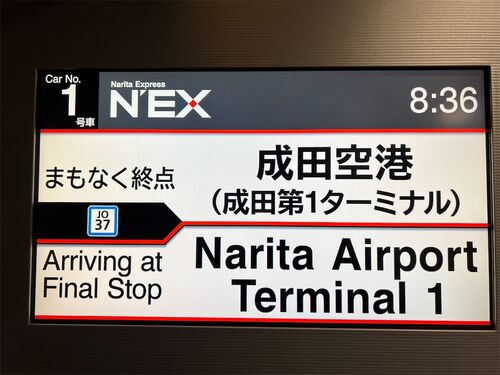 Car No.
1
号車
Narita Express
N'EX
8:36
まもなく終点
成田空港
(成田第1ターミナル)
JO
37
Arriving at
Final Stop
Narita Airport
Terminal 1